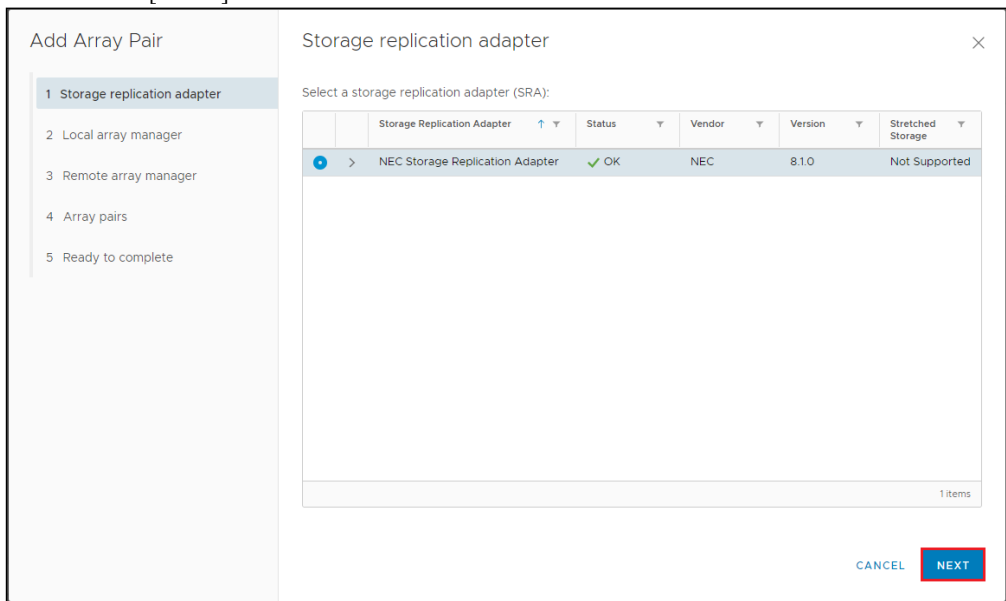 Add Array Pair
1 Storage replication adapter
2 Local array manager
3 Remote array manager
4 Array pairs
5 Ready to complete
Storage replication adapter
Select a storage replication adapter (SRA):
Storage Replication Adapter Status Vendor Version Stretched Storage
NEC Storage Replication Adapter OK NEC 8.1.0 Not Supported
1 items
CANCEL NEXT